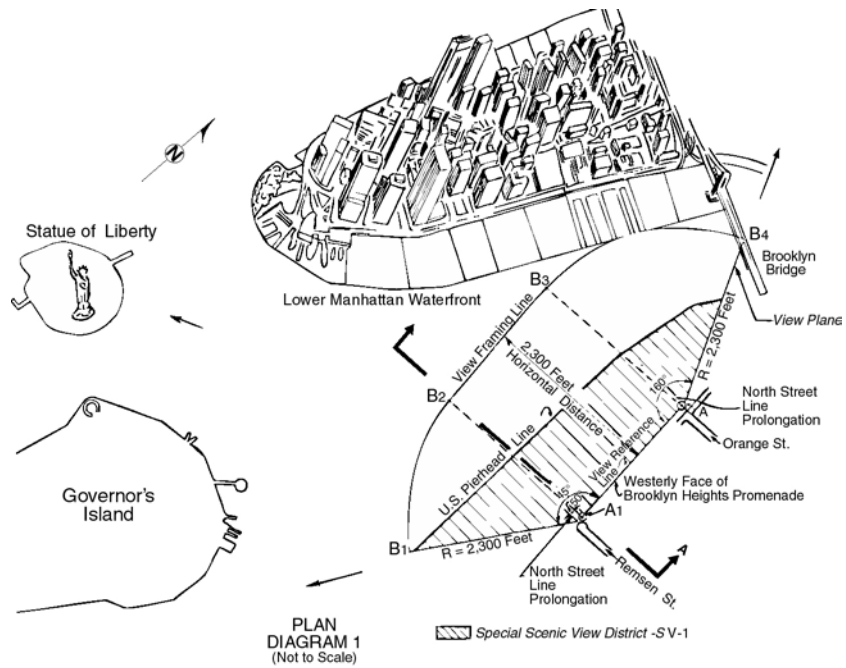 N
Statue of Liberty
Lower Manhattan Waterfront
B4
Brooklyn
Bridge
B3
View Plane
View Framing Line
2,300 Feet
Horizontal Distance
R = 2,300 Feet
160°
A
North Street
Line
Prolongation
Orange St.
B2
U.S. Pierhead Line
View Reference
Line
Westerly Face of
Brooklyn Heights Promenade
Governor's
Island
45°
A1
B1
R = 2,300 Feet
A
Remsen St.
North Street
Line
Prolongation
PLAN
DIAGRAM 1
(Not to Scale)
Special Scenic View District -S V-1